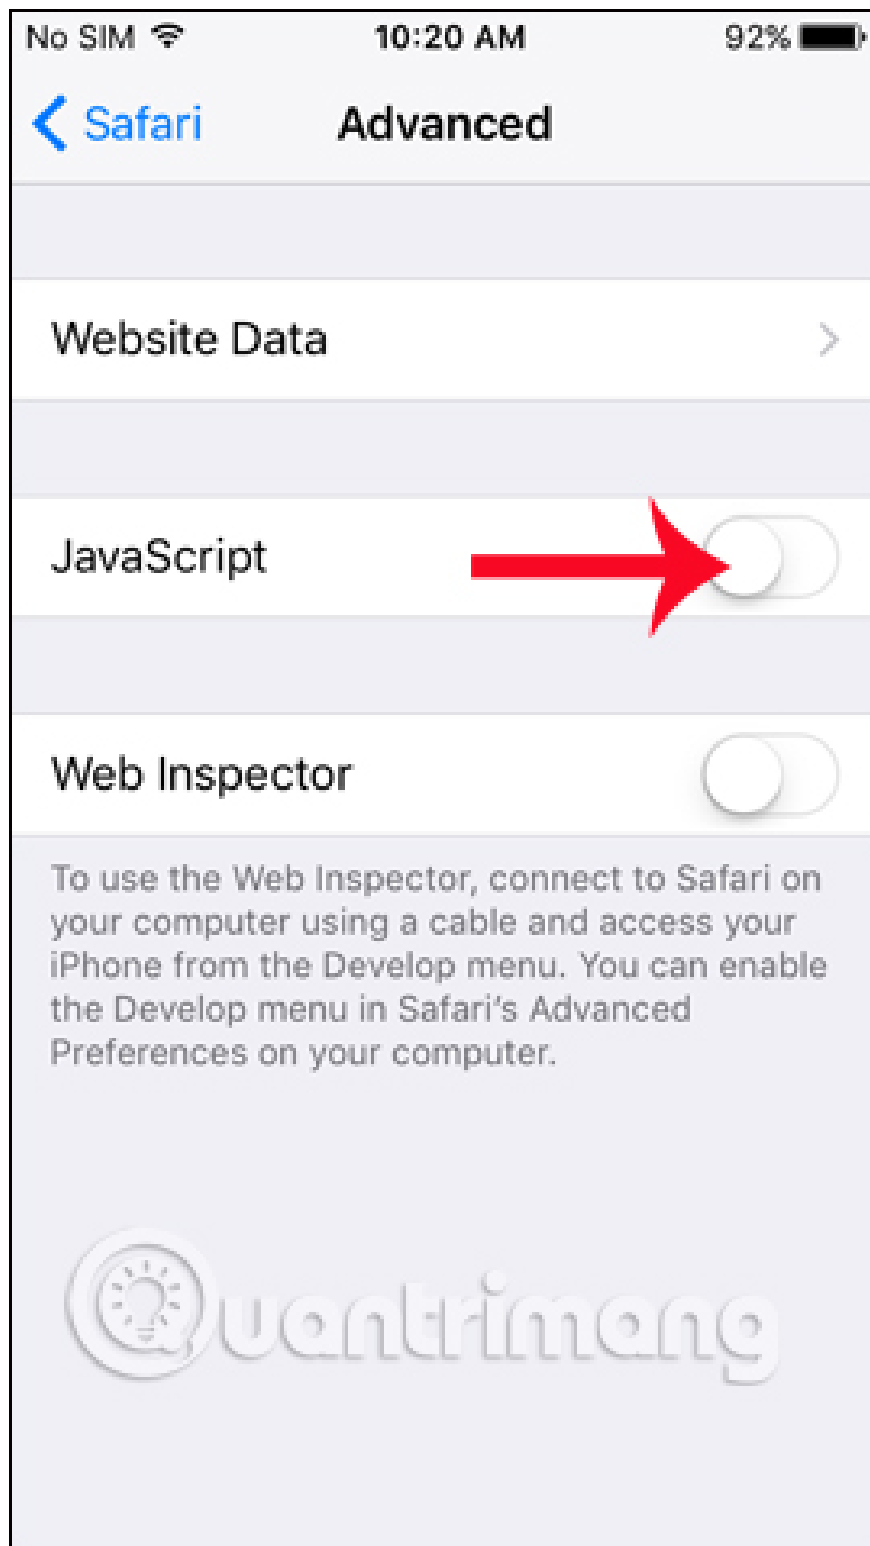 No SIM 10:20 AM 92%
Safari Advanced
Website Data
JavaScript
Web Inspector
To use the Web Inspector, connect to Safari on
your computer using a cable and access your
iPhone from the Develop menu. You can enable
the Develop menu in Safari's Advanced
Preferences on your computer.
Quantrimang